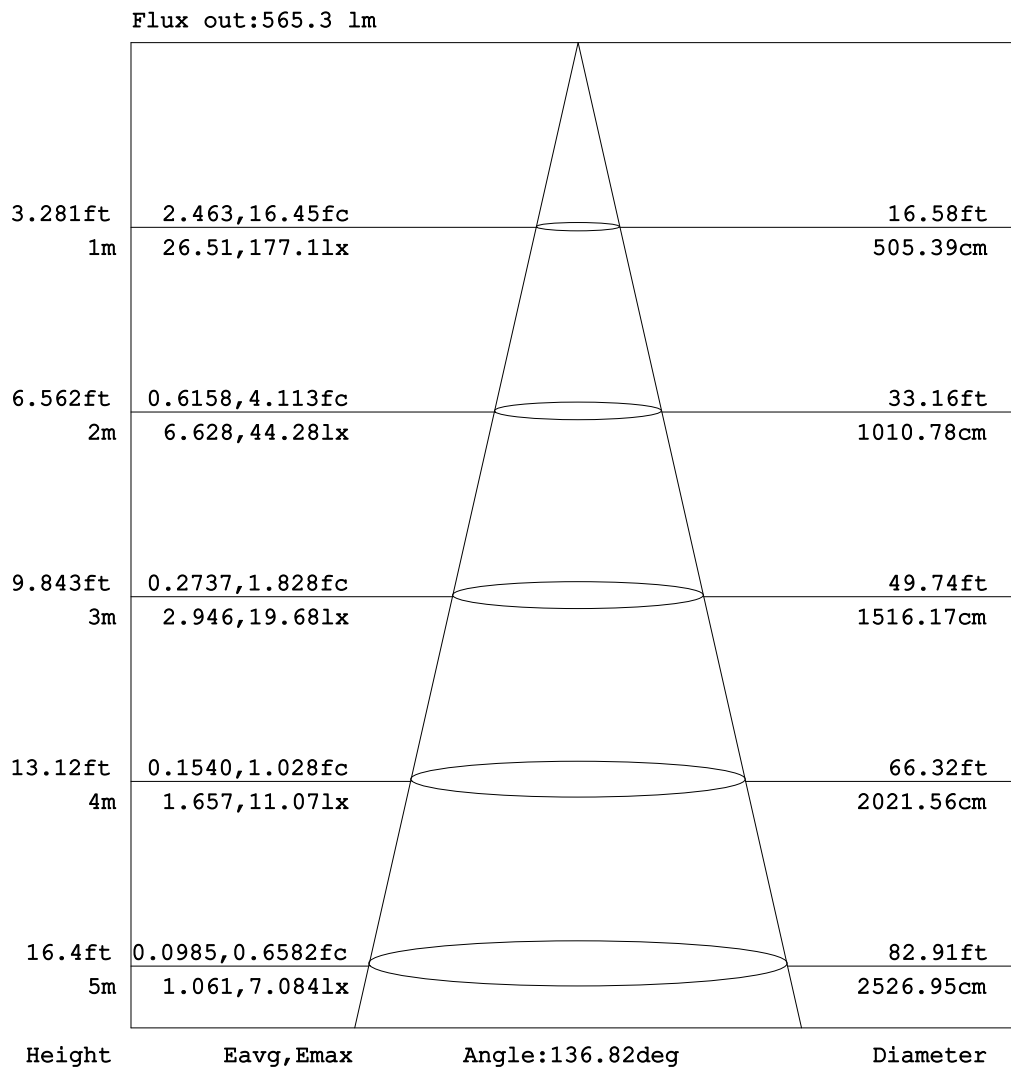 Flux out:565.3 lm
3.281ft 2.463,16.45fc 16.58ft
1m 26.51,177.1lx 505.39cm
6.562ft 0.6158,4.113fc 33.16ft
2m 6.628,44.28lx 1010.78cm
9.843ft 0.2737,1.828fc 49.74ft
3m 2.946,19.68lx 1516.17cm
13.12ft 0.1540,1.028fc 66.32ft
4m 1.657,11.07lx 2021.56cm
16.4ft 0.0985,0.6582fc 82.91ft
5m 1.061,7.084lx 2526.95cm
Height Eavg,Emax Angle:136.82deg Diameter